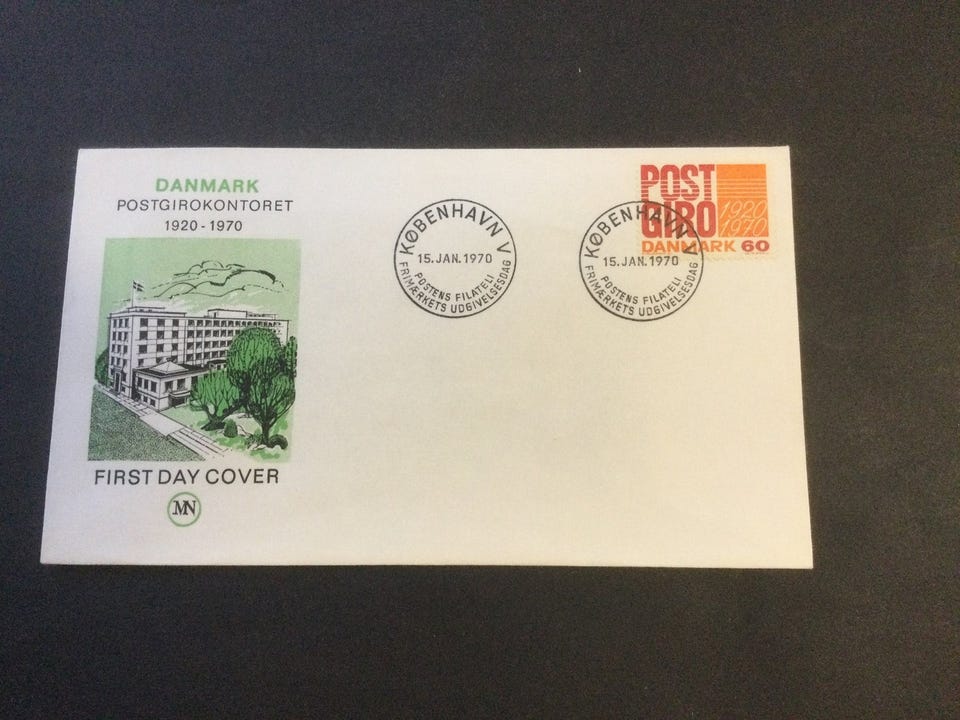 DANMARK
POSTGIROKONTORET
1920 - 1970
FIRST DAY COVER
MN
KØBENHAVN V
15. JAN. 1970
POSTENS FILATELI
FRIMÆRKETS UDGIVELSESDAG
KØBENHAVN V
15. JAN. 1970
POSTENS FILATELI
FRIMÆRKETS UDGIVELSESDAG
POST
GIRO
1920
1970
DANMARK 60